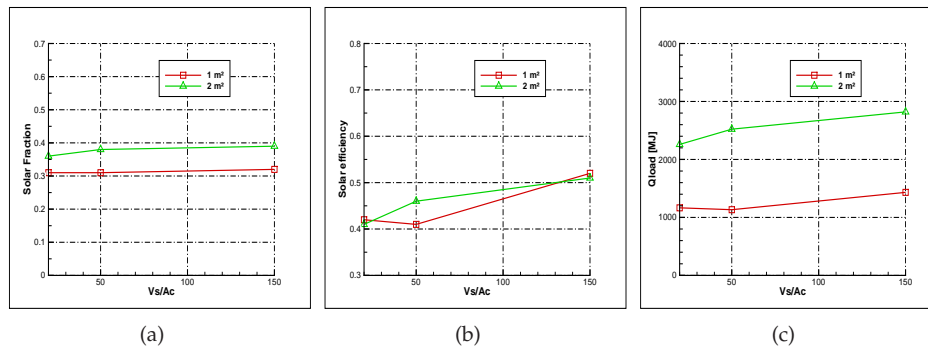 0.7
0.6
0.5
0.4
0.3
0.2
0.1
0
Solar Fraction
1 m²
2 m²
50
100
150
Vs/Ac
(a)
0.8
0.7
0.6
0.5
0.4
0.3
Solar efficiency
1 m²
2 m²
50
100
150
Vs/Ac
(b)
4000
3000
2000
1000
0
Qload [MJ]
1 m²
2 m²
50
100
150
Vs/Ac
(c)